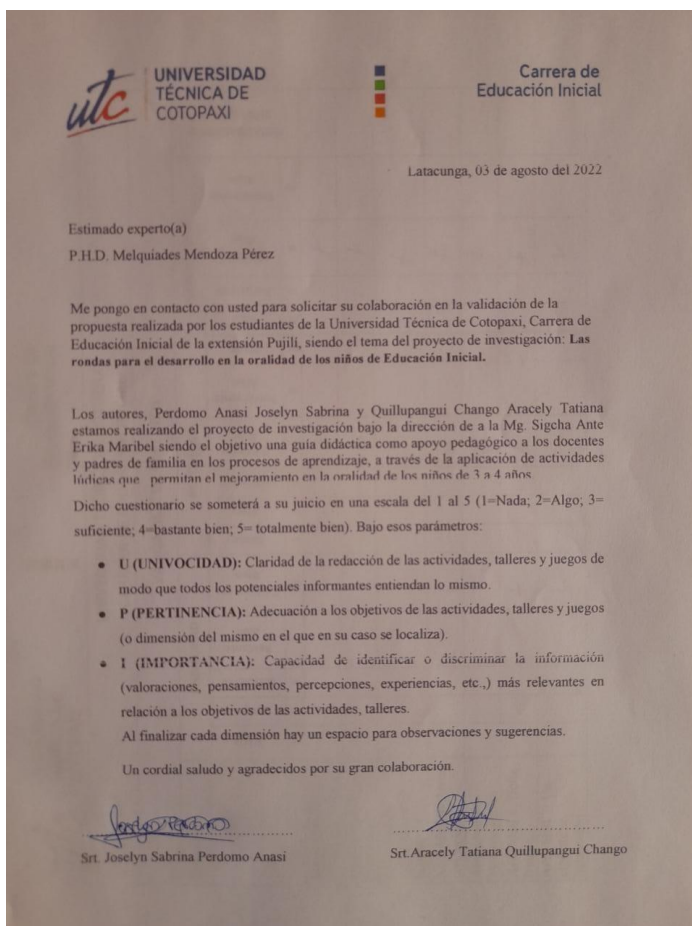 utc
UNIVERSIDAD
TÉCNICA DE
COTOPAXI
Carrera de
Educación Inicial
Latacunga, 03 de agosto del 2022
Estimado experto(a)
P.H.D. Melquiades Mendoza Pérez
Me pongo en contacto con usted para solicitar su colaboración en la validación de la
propuesta realizada por los estudiantes de la Universidad Técnica de Cotopaxi, Carrera de
Educación Inicial de la extensión Pujilí, siendo el tema del proyecto de investigación: Las
rondas para el desarrollo en la oralidad de los niños de Educación Inicial.
Los autores, Perdomo Anasi Joselyn Sabrina y Quillupangui Chango Aracely Tatiana
estamos realizando el proyecto de investigación bajo la dirección de a la Mg. Sigcha Ante
Erika Maribel siendo el objetivo una guía didáctica como apoyo pedagógico a los docentes
y padres de familia en los procesos de aprendizaje, a través de la aplicación de actividades
lúdicas que permitan el mejoramiento en la oralidad de los niños de 3 a 4 años
Dicho cuestionario se someterá a su juicio en una escala del 1 al 5 (1=Nada; 2=Algo; 3=
suficiente; 4=bastante bien; 5= totalmente bien). Bajo esos parámetros:
• U (UNIVOCIDAD): Claridad de la redacción de las actividades, talleres y juegos de
modo que todos los potenciales informantes entiendan lo mismo.
• P (PERTINENCIA): Adecuación a los objetivos de las actividades, talleres y juegos
(o dimensión del mismo en el que en su caso se localiza).
• I (IMPORTANCIA): Capacidad de identificar o discriminar la información
(valoraciones, pensamientos, percepciones, experiencias, etc.,) más relevantes en
relación a los objetivos de las actividades, talleres.
Al finalizar cada dimensión hay un espacio para observaciones y sugerencias.
Un cordial saludo y agradecidos por su gran colaboración.
Joselyn Perdomo
Srt. Joselyn Sabrina Perdomo Anasi
Srt.Aracely Tatiana Quillupangui Chango